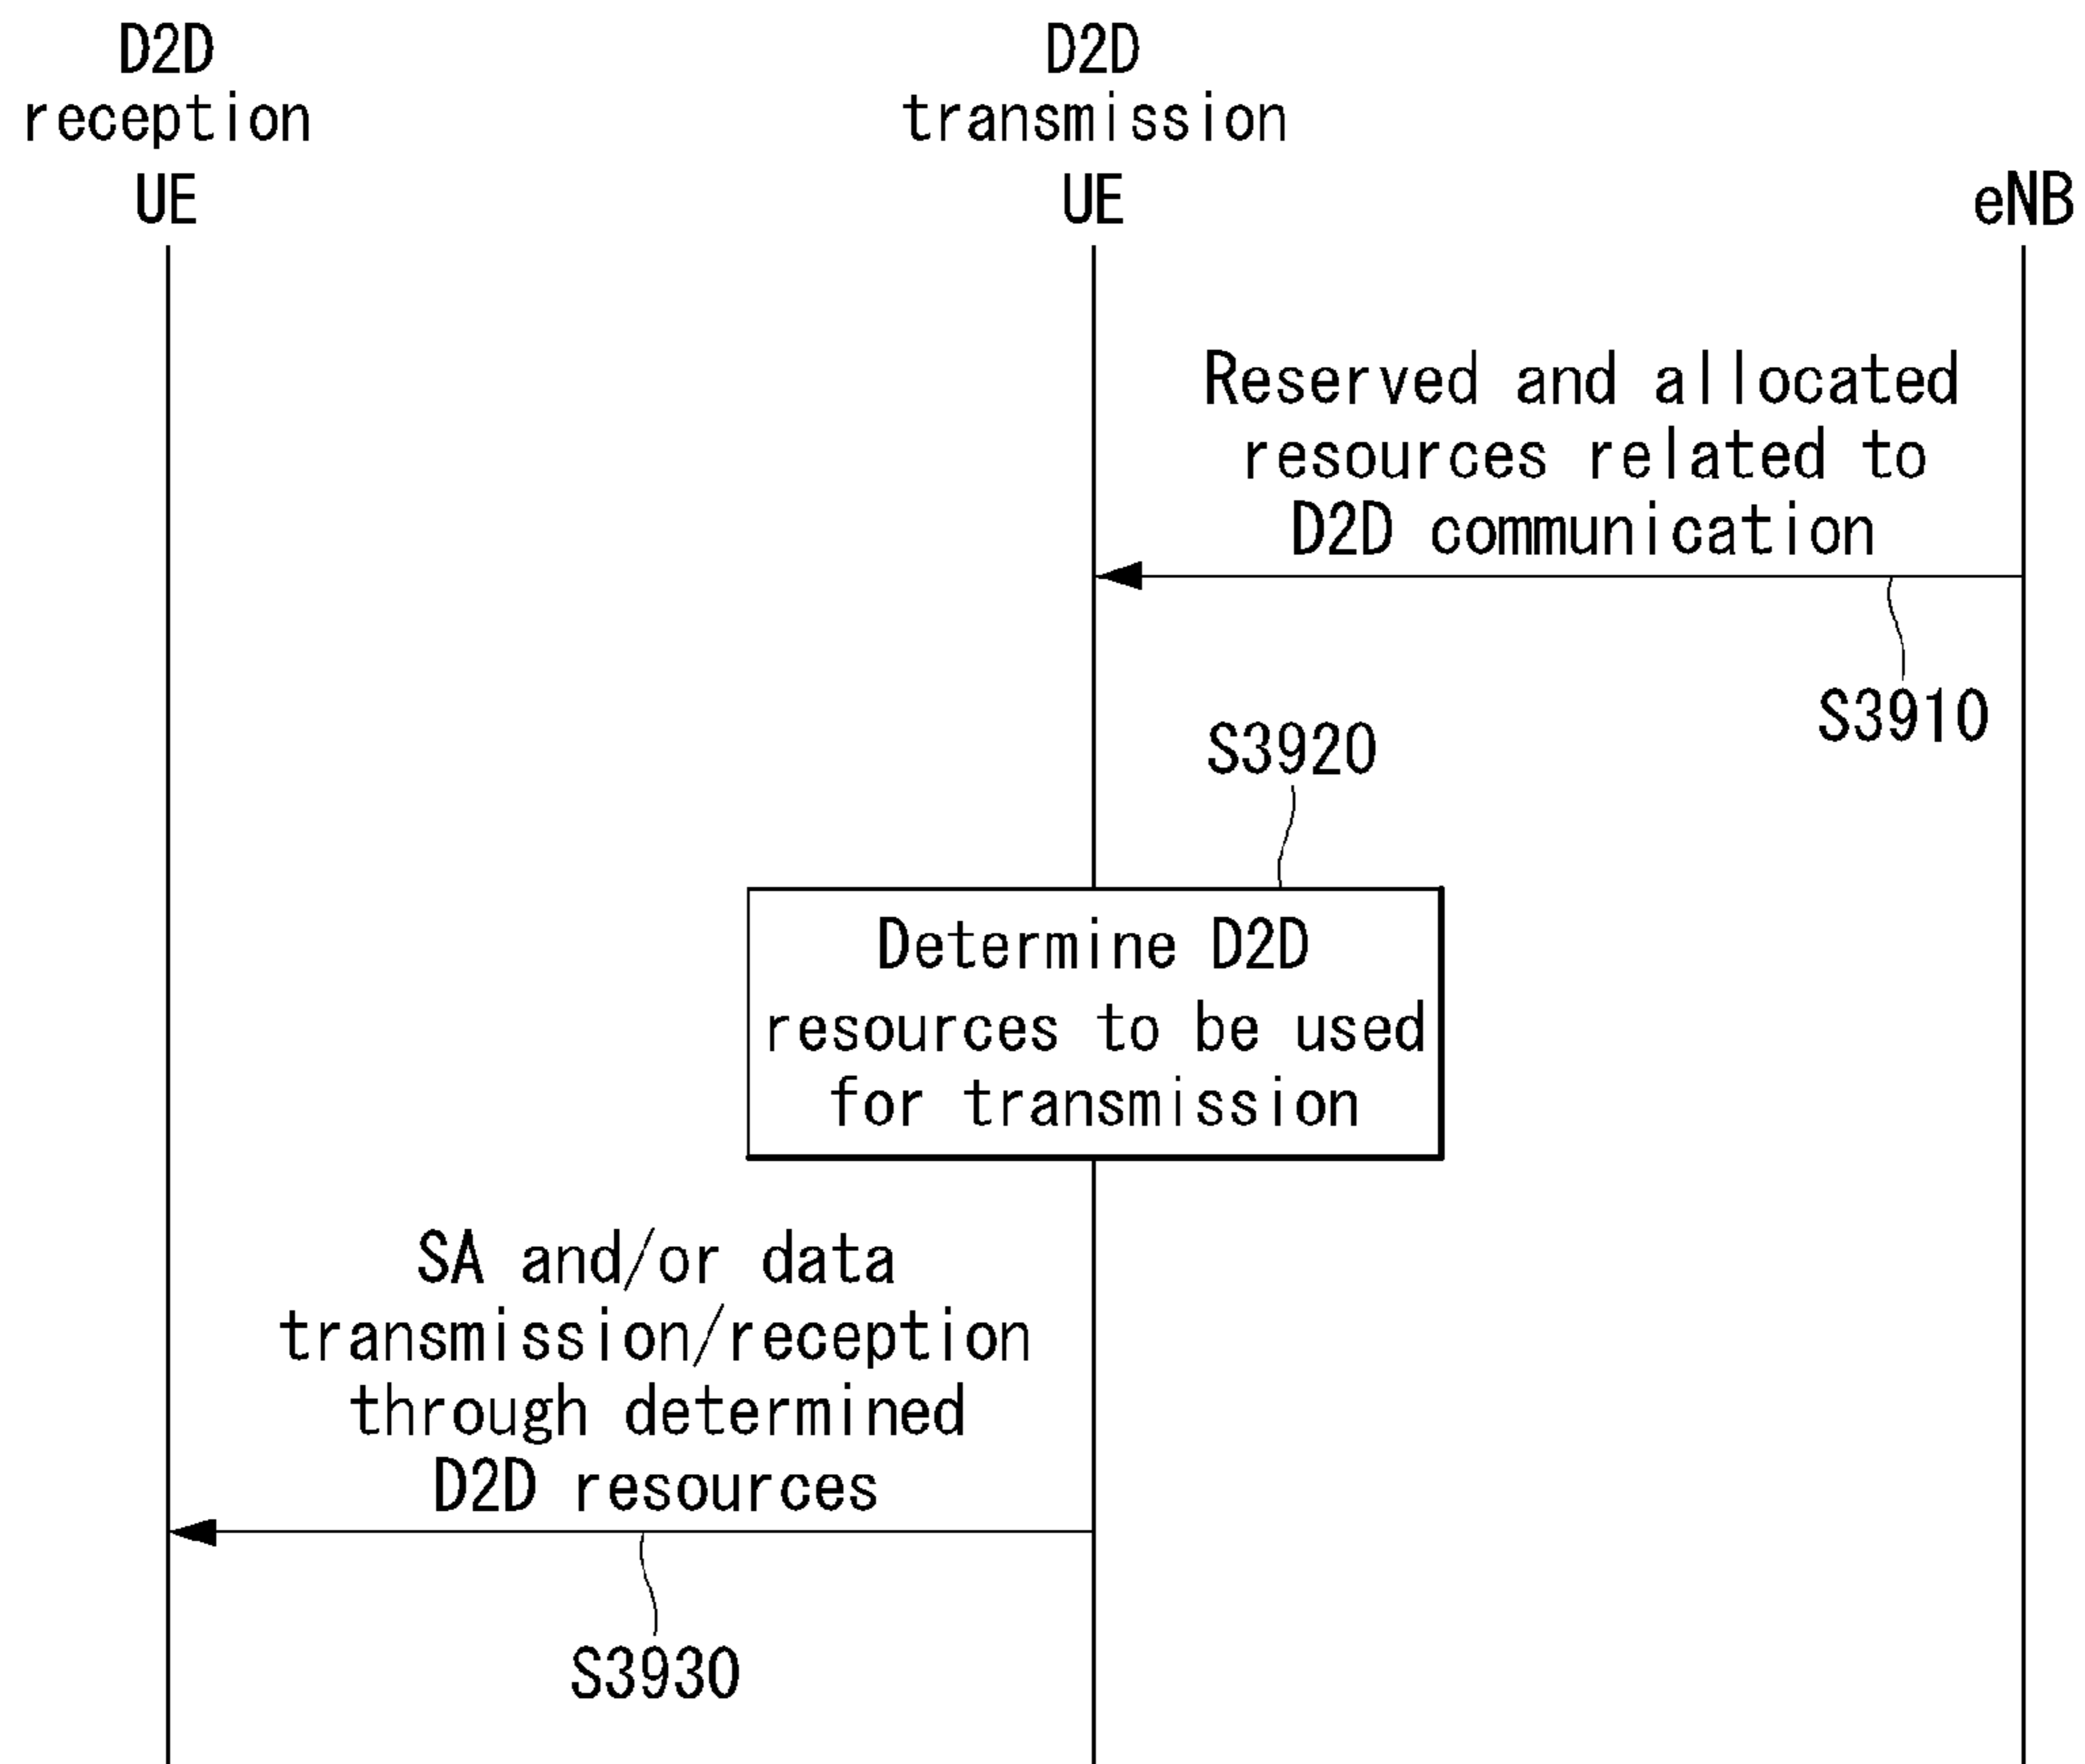 D2D
reception
UE
D2D
transmission
UE
eNB
Reserved and allocated
resources related to
D2D communication
S3910
S3920
Determine D2D
resources to be used
for transmission
SA and/or data
transmission/reception
through determined
D2D resources
S3930